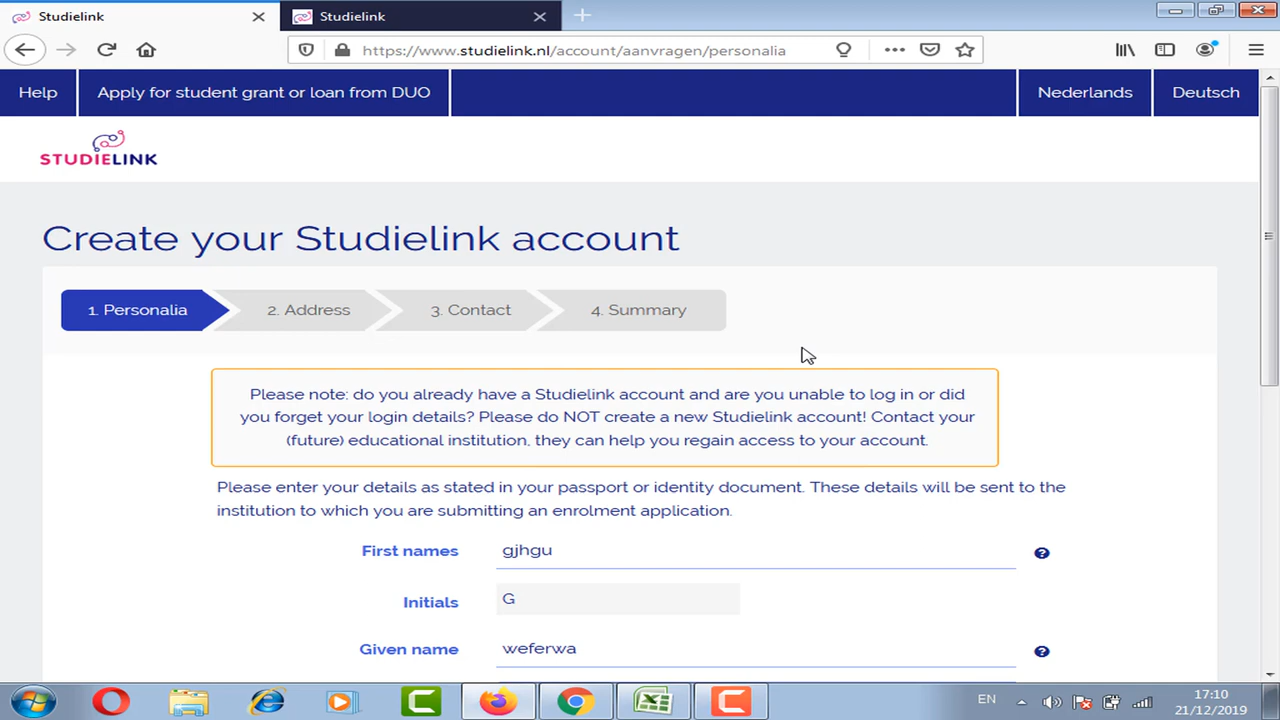 Studielink
Studielink
https://www.studielink.nl/account/aanvragen/personalia
Help
Apply for student grant or loan from DUO
Nederlands
Deutsch
STUDIELINK
Create your Studielink account
1. Personalia
2. Address
3. Contact
4. Summary
Please note: do you already have a Studielink account and are you unable to log in or did
you forget your login details? Please do NOT create a new Studielink account! Contact your
(future) educational institution, they can help you regain access to your account.
Please enter your details as stated in your passport or identity document. These details will be sent to the
institution to which you are submitting an enrolment application.
First names
gjhgu
Initials
G
Given name
weferwa
EN
17:10
21/12/2019